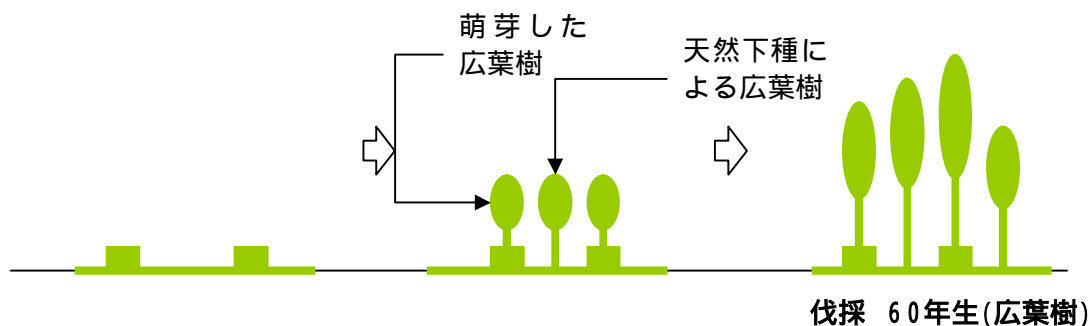 萌芽した
広葉樹
天然下種に
よる広葉樹
伐採 60年生(広葉樹)